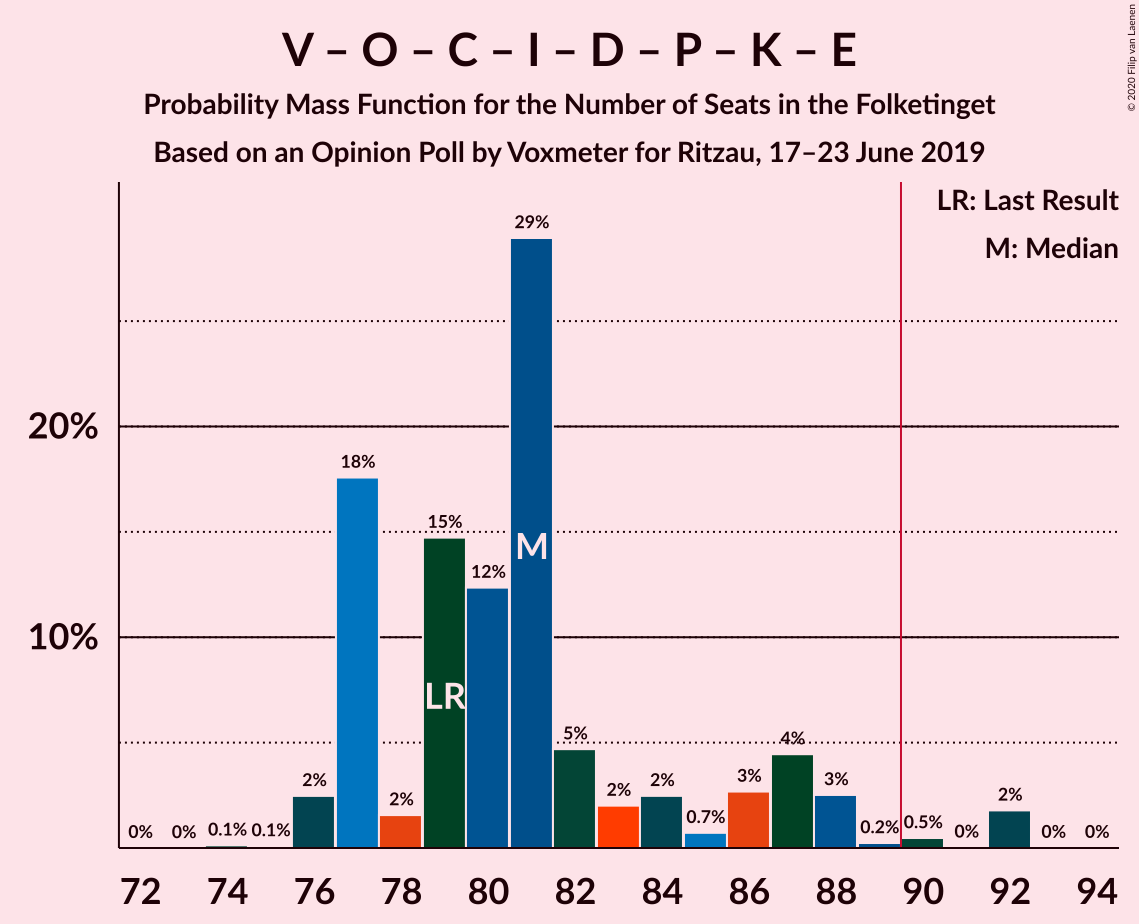 V – O – C – I – D – P – K – E
Probability Mass Function for the Number of Seats in the Folketinget
Based on an Opinion Poll by Voxmeter for Ritzau, 17–23 June 2019
© 2020 Filip van Laenen
LR: Last Result
M: Median
20%
10%
0% 0% 0.1% 0.1% 2% 18% 2% 15% 12% 29% 5% 2% 2% 0.7% 3% 4% 3% 0.2% 0.5% 0% 2% 0% 0%
LR
M
72 74 76 78 80 82 84 86 88 90 92 94